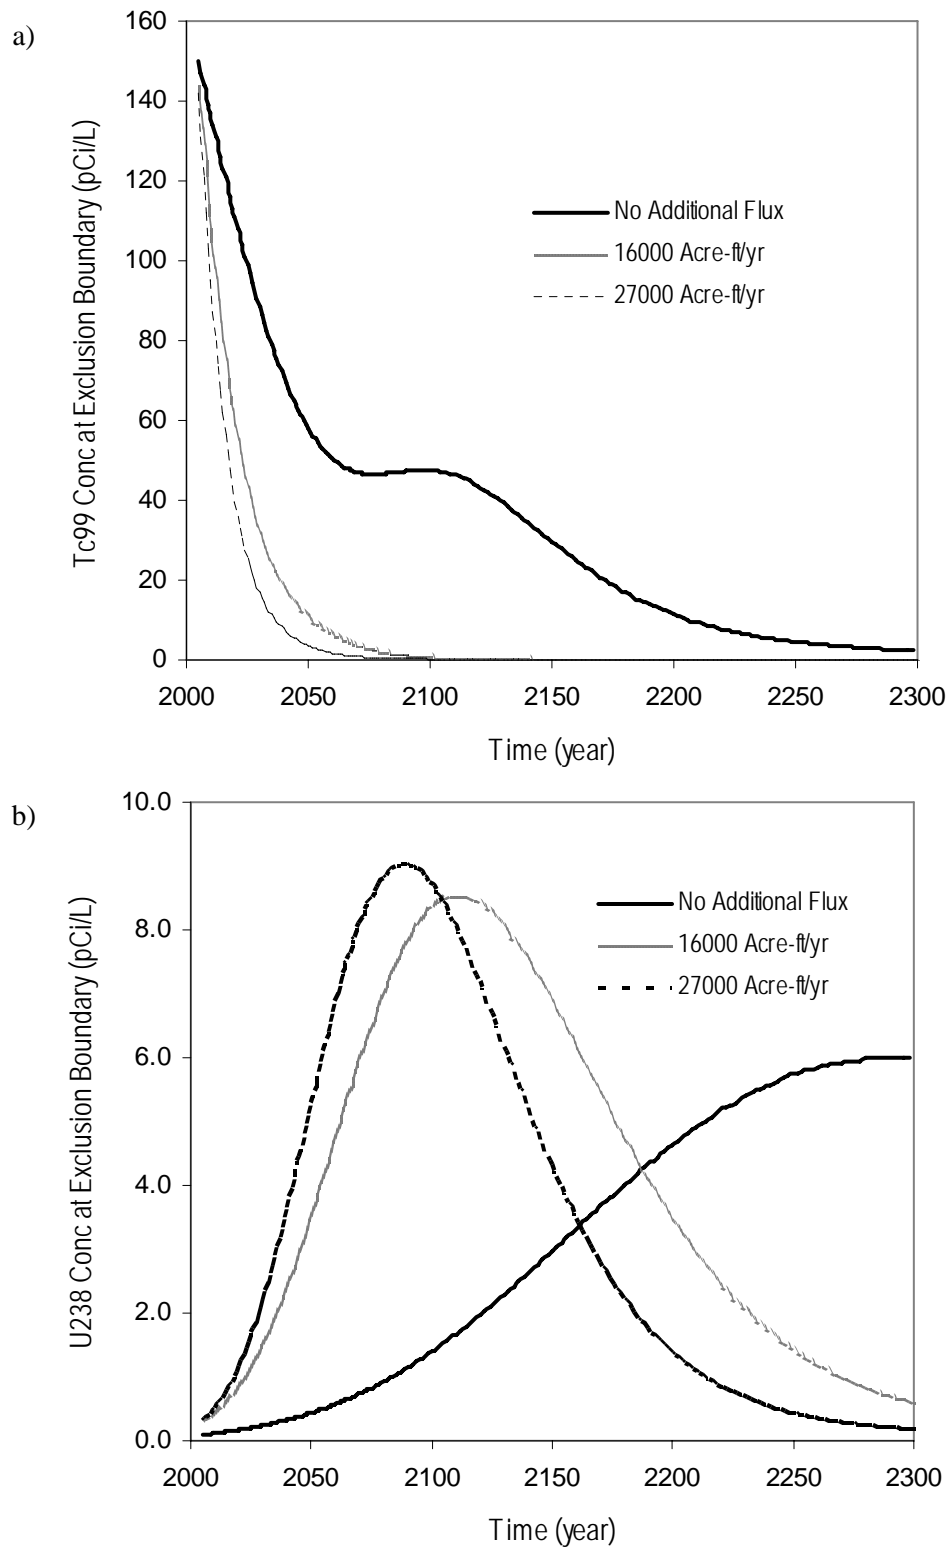 a)
160
140
120
100
80
60
40
20
0
Tc99 Conc at Exclusion Boundary (pCi/L)
No Additional Flux
16000 Acre-ft/yr
27000 Acre-ft/yr
2000 2050 2100 2150 2200 2250 2300
Time (year)
b)
10.0
8.0
6.0
4.0
2.0
0.0
U238 Conc at Exclusion Boundary (pCi/L)
No Additional Flux
16000 Acre-ft/yr
27000 Acre-ft/yr
2000 2050 2100 2150 2200 2250 2300
Time (year)